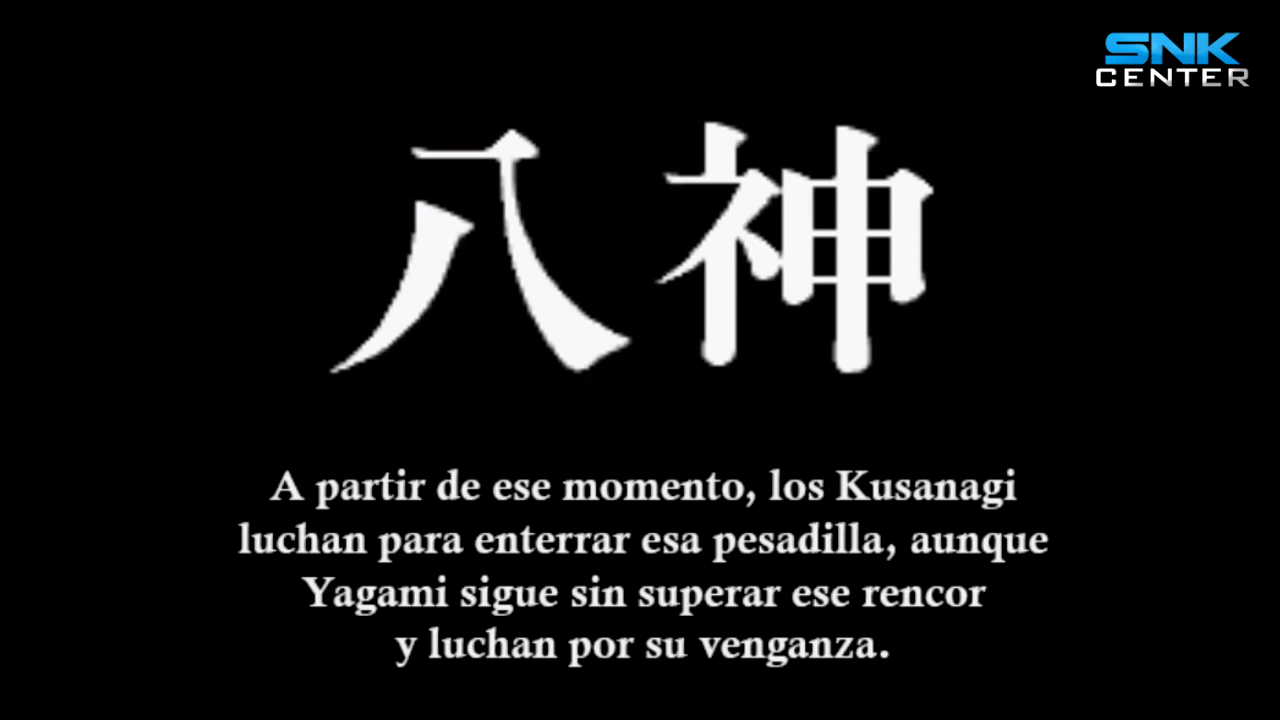 SNK
CENTER
八神
A partir de ese momento, los Kusanagi
luchan para enterrar esa pesadilla, aunque
Yagami sigue sin superar ese rencor
y luchan por su venganza.